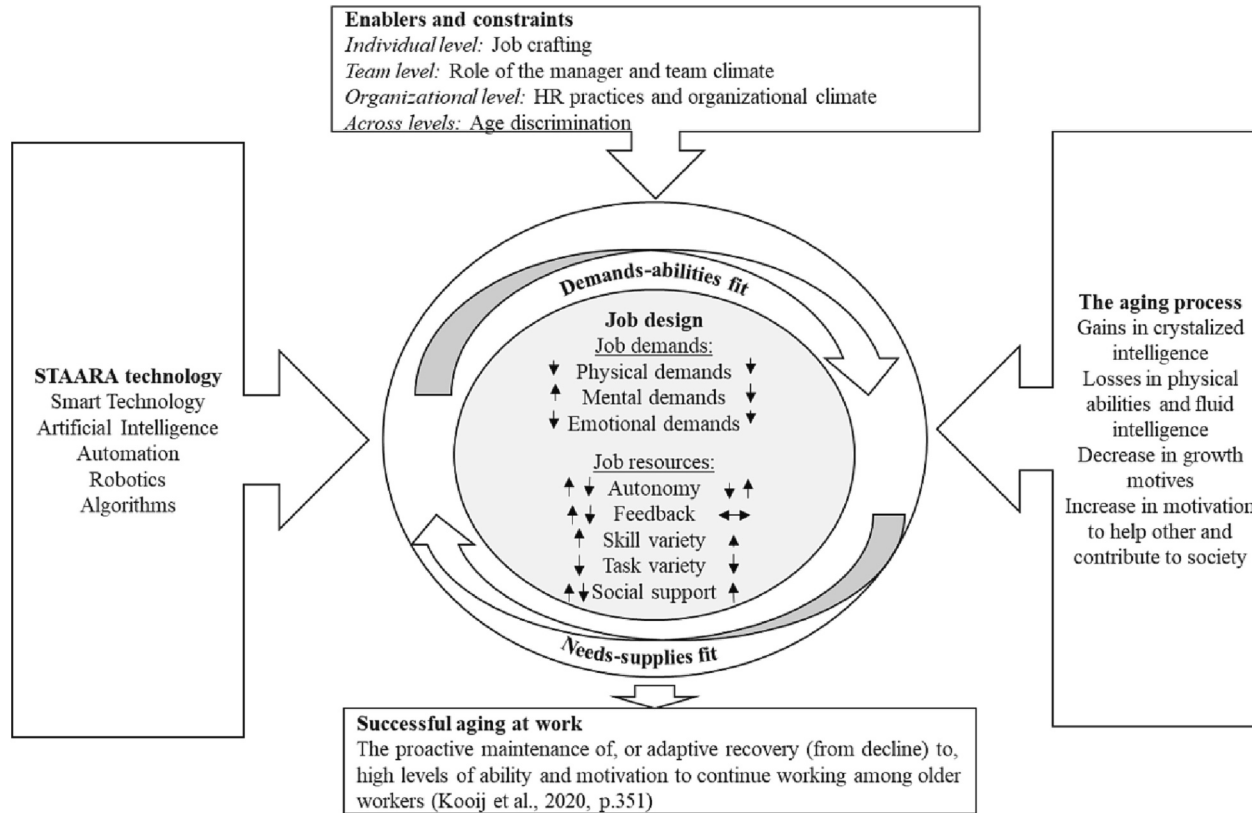 Enablers and constraints
Individual level: Job crafting
Team level: Role of the manager and team climate
Organizational level: HR practices and organizational climate
Across levels: Age discrimination
STAARA technology
Smart Technology
Artificial Intelligence
Automation
Robotics
Algorithms
Demands-abilities fit
Job design
Job demands:
Physical demands
Mental demands
Emotional demands
Job resources:
Autonomy
Feedback
Skill variety
Task variety
Social support
Needs-supplies fit
The aging process
Gains in crystalized
intelligence
Losses in physical
abilities and fluid
intelligence
Decrease in growth
motives
Increase in motivation
to help other and
contribute to society
Successful aging at work
The proactive maintenance of, or adaptive recovery (from decline) to,
high levels of ability and motivation to continue working among older
workers (Kooij et al., 2020, p.351)